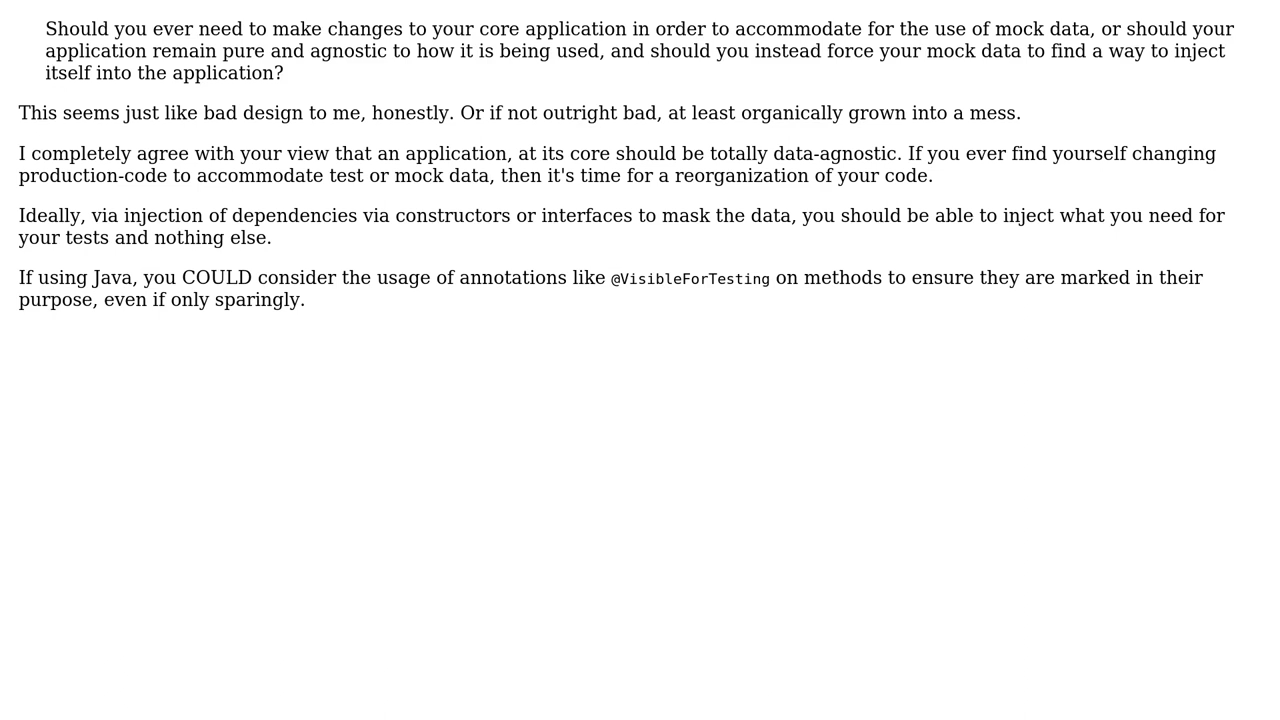 Should you ever need to make changes to your core application in order to accommodate for the use of mock data, or should your
application remain pure and agnostic to how it is being used, and should you instead force your mock data to find a way to inject
itself into the application?
This seems just like bad design to me, honestly. Or if not outright bad, at least organically grown into a mess.
I completely agree with your view that an application, at its core should be totally data-agnostic. If you ever find yourself changing
production-code to accommodate test or mock data, then it's time for a reorganization of your code.
Ideally, via injection of dependencies via constructors or interfaces to mask the data, you should be able to inject what you need for
your tests and nothing else.
If using Java, you COULD consider the usage of annotations like @VisibleForTesting on methods to ensure they are marked in their
purpose, even if only sparingly.